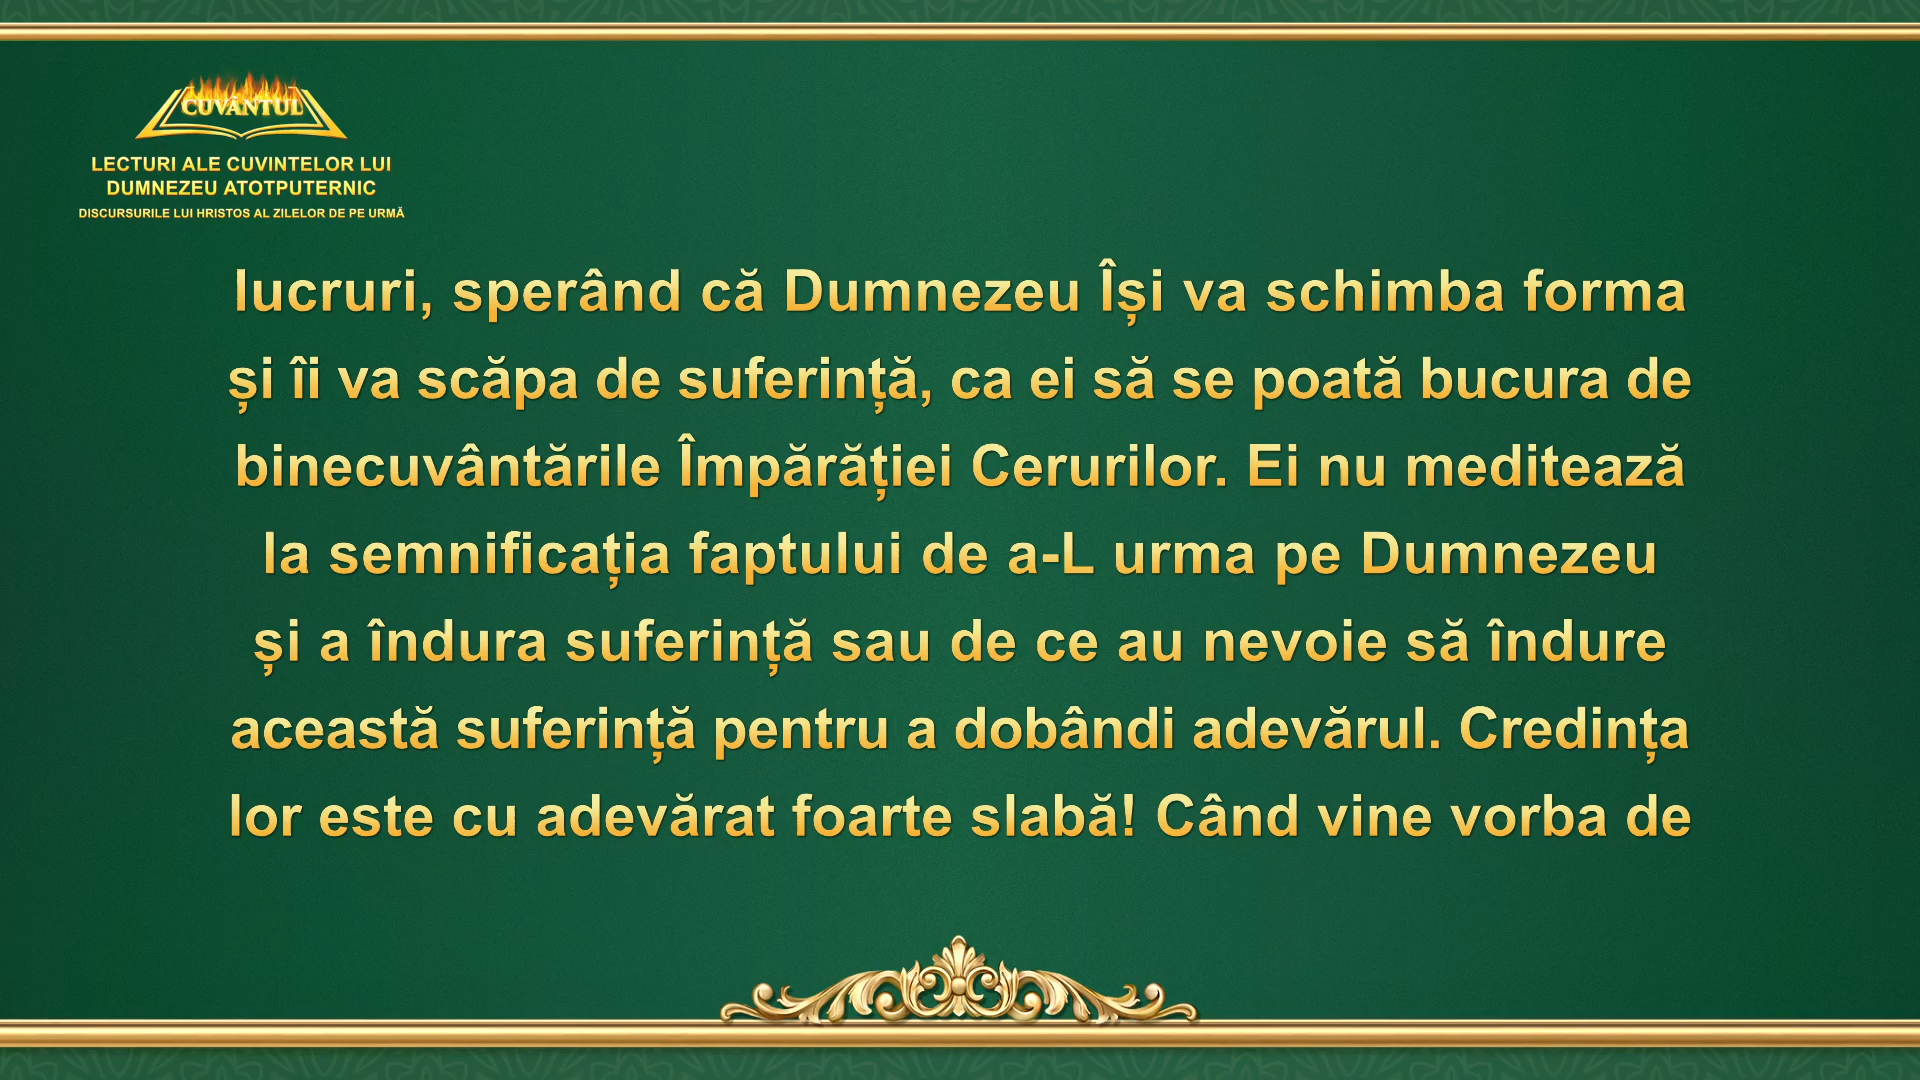 CUVÂNTUL
LECTURI ALE CUVINTELOR LUI
DUMNEZEU ATOTPUTERNIC
DISCURSURILE LUI HRISTOS AL ZILELOR DE PE URMĂ
lucruri, sperând că Dumnezeu Își va schimba forma
și îi va scăpa de suferință, ca ei să se poată bucura de
binecuvântările Împărăției Cerurilor. Ei nu meditează
la semnificația faptului de a-L urma pe Dumnezeu
și a îndura suferință sau de ce au nevoie să îndure
această suferință pentru a dobândi adevărul. Credința
lor este cu adevărat foarte slabă! Când vine vorba de